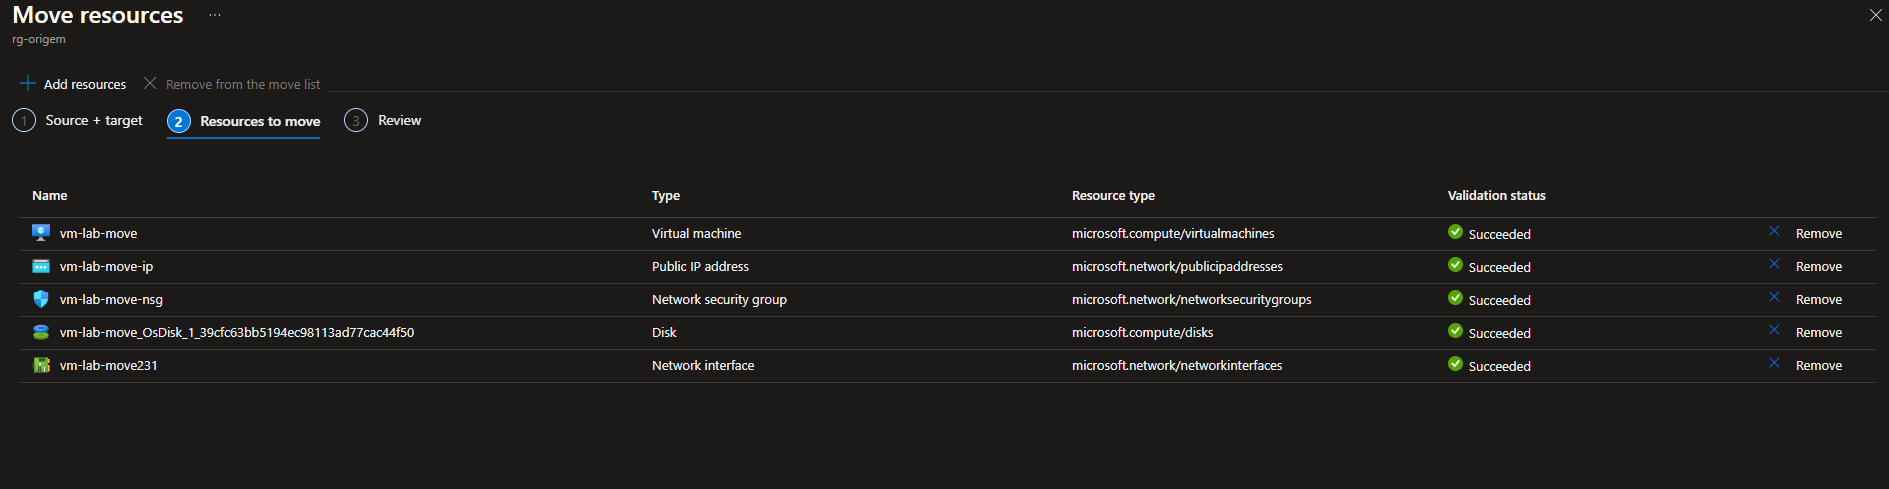 Move resources ...
rg-origem
Add resources Remove from the move list
1 Source + target 2 Resources to move 3 Review
Name Type Resource type Validation status
vm-lab-move Virtual machine microsoft.compute/virtualmachines Succeeded Remove
vm-lab-move-ip Public IP address microsoft.network/publicipaddresses Succeeded Remove
vm-lab-move-nsg Network security group microsoft.network/networksecuritygroups Succeeded Remove
vm-lab-move_OsDisk_1_39cfc63bb5194ec98113ad77cac44f50 Disk microsoft.compute/disks Succeeded Remove
vm-lab-move231 Network interface microsoft.network/networkinterfaces Succeeded Remove